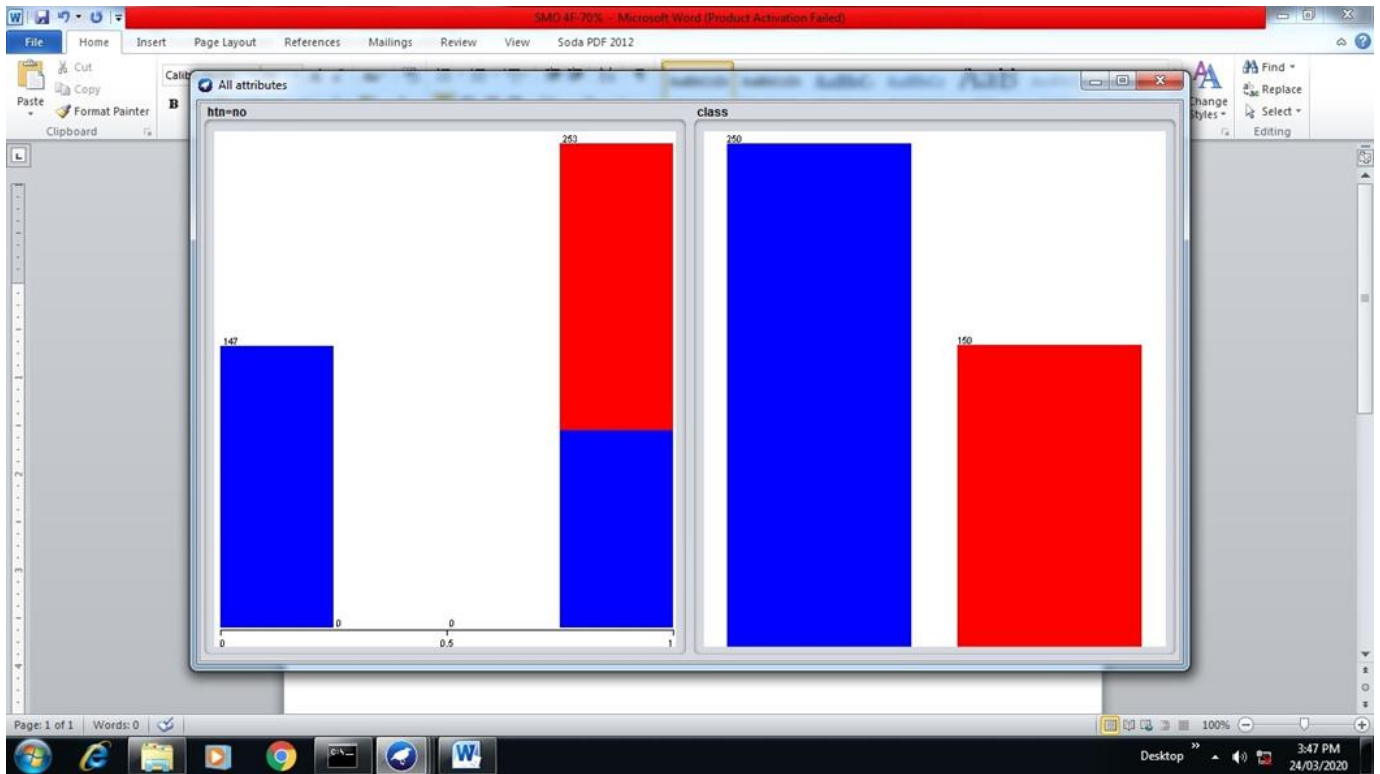 SMO 4F-70% - Microsoft Word (Product Activation Failed)
File Home Insert Page Layout References Mailings Review View Soda PDF 2012
Cut
Copy
Format Painter
Paste
Clipboard
Calib
B
Change
Styles
Find
Replace
Select
Editing
All attributes
htn=no
253
147
0
0
0
0.5
1
class
250
150
Page: 1 of 1 Words: 0
100%
Desktop
3:47 PM
24/03/2020